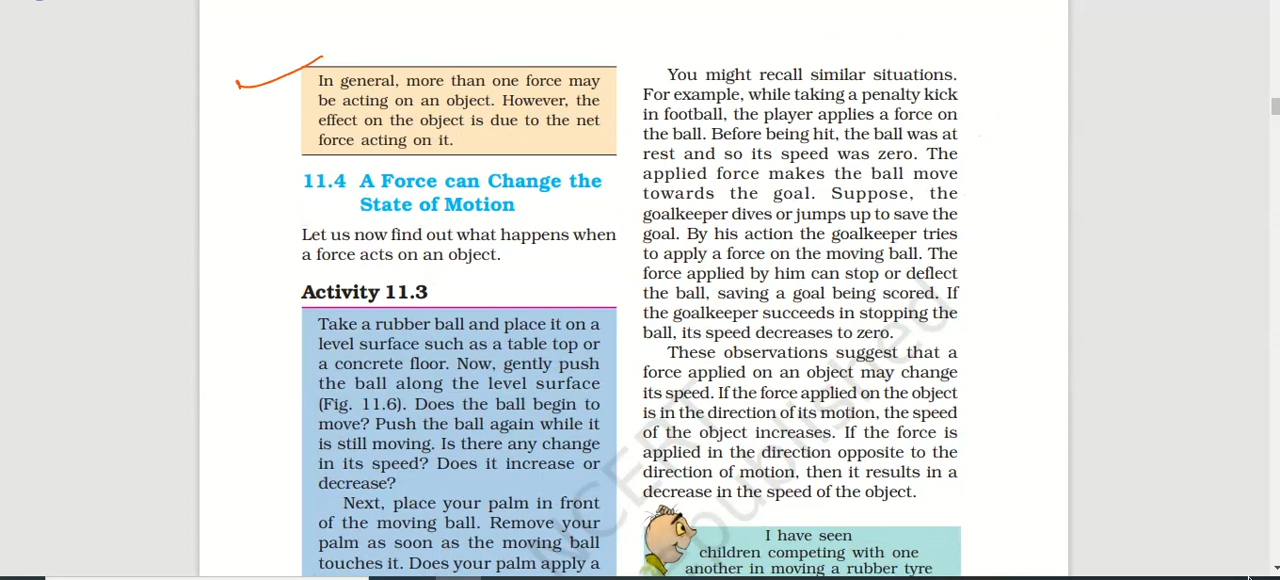 In general, more than one force may
be acting on an object. However, the
effect on the object is due to the net
force acting on it.
11.4 A Force can Change the
State of Motion
Let us now find out what happens when
a force acts on an object.
Activity 11.3
Take a rubber ball and place it on a
level surface such as a table top or
a concrete floor. Now, gently push
the ball along the level surface
(Fig. 11.6). Does the ball begin to
move? Push the ball again while it
is still moving. Is there any change
in its speed? Does it increase or
decrease?
Next, place your palm in front
of the moving ball. Remove your
palm as soon as the moving ball
touches it. Does your palm apply a
You might recall similar situations.
For example, while taking a penalty kick
in football, the player applies a force on
the ball. Before being hit, the ball was at
rest and so its speed was zero. The
applied force makes the ball move
towards the goal. Suppose, the
goalkeeper dives or jumps up to save the
goal. By his action the goalkeeper tries
to apply a force on the moving ball. The
force applied by him can stop or deflect
the ball, saving a goal being scored. If
the goalkeeper succeeds in stopping the
ball, its speed decreases to zero.
These observations suggest that a
force applied on an object may change
its speed. If the force applied on the object
is in the direction of its motion, the speed
of the object increases. If the force is
applied in the direction opposite to the
direction of motion, then it results in a
decrease in the speed of the object.
I have seen
children competing with one
another in moving a rubber tyre
NCERT
published